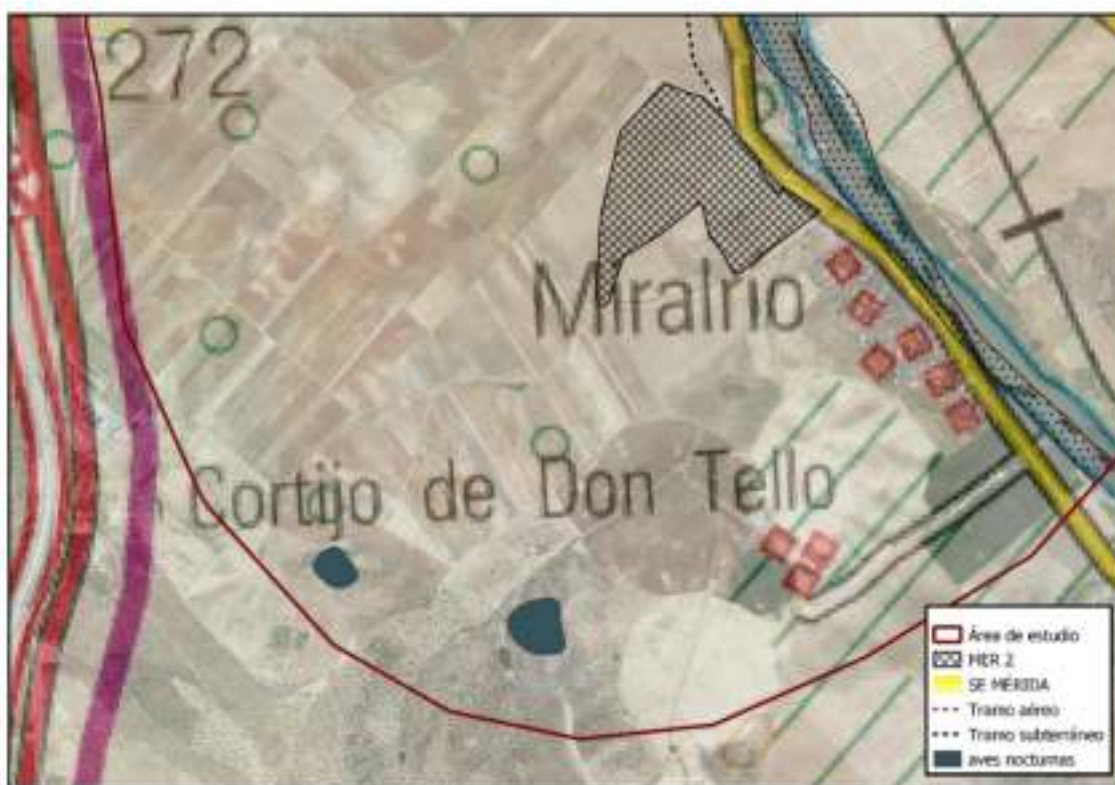 272
Miralrio
Cortijo de Don Tello
Área de estudio
MER 2
SE MÉRIDA
Tramo aéreo
Tramo subterráneo
aves nocturnas